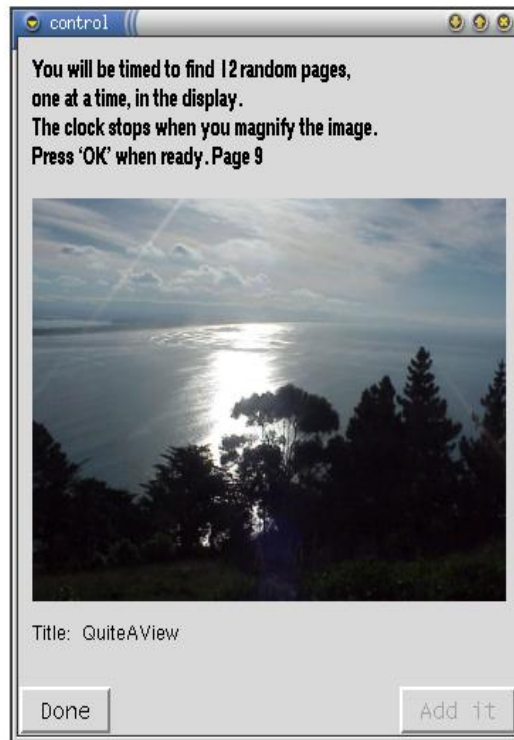 control
You will be timed to find 12 random pages,
one at a time, in the display.
The clock stops when you magnify the image.
Press ‘OK’ when ready. Page 9
Title: QuiteAView
Done
Add it